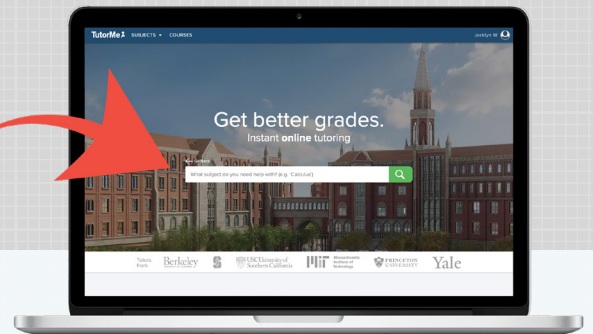 TutorMe SUBJECTS COURSES
Jacklyn W
Get better grades.
Instant online tutoring
What subject do you need help with? (e.g. 'Calculus')
Tutors
from
Berkeley
S
USC University of
Southern California
Massachusetts
Institute of
Technology
PRINCETON
UNIVERSITY
Yale